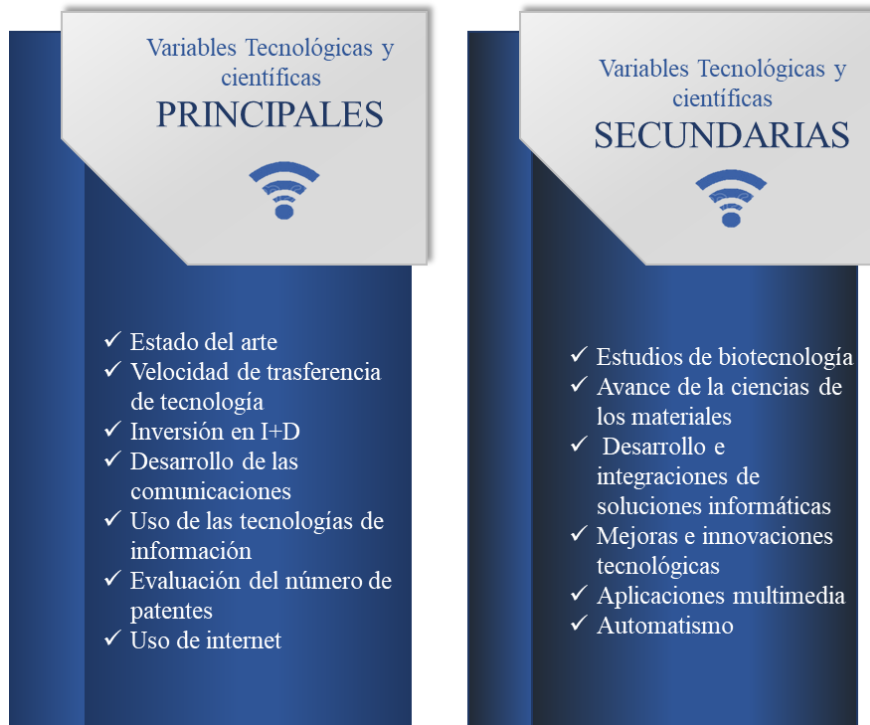 Variables Tecnológicas y
científicas
PRINCIPALES
✓ Estado del arte
✓ Velocidad de trasferencia
de tecnología
✓ Inversión en I+D
✓ Desarrollo de las
comunicaciones
✓ Uso de las tecnologías de
información
✓ Evaluación del número de
patentes
✓ Uso de internet
Variables Tecnológicas y
científicas
SECUNDARIAS
✓ Estudios de biotecnología
✓ Avance de la ciencias de
los materiales
✓ Desarrollo e
integraciones de
soluciones informáticas
✓ Mejoras e innovaciones
tecnológicas
✓ Aplicaciones multimedia
✓ Automatismo